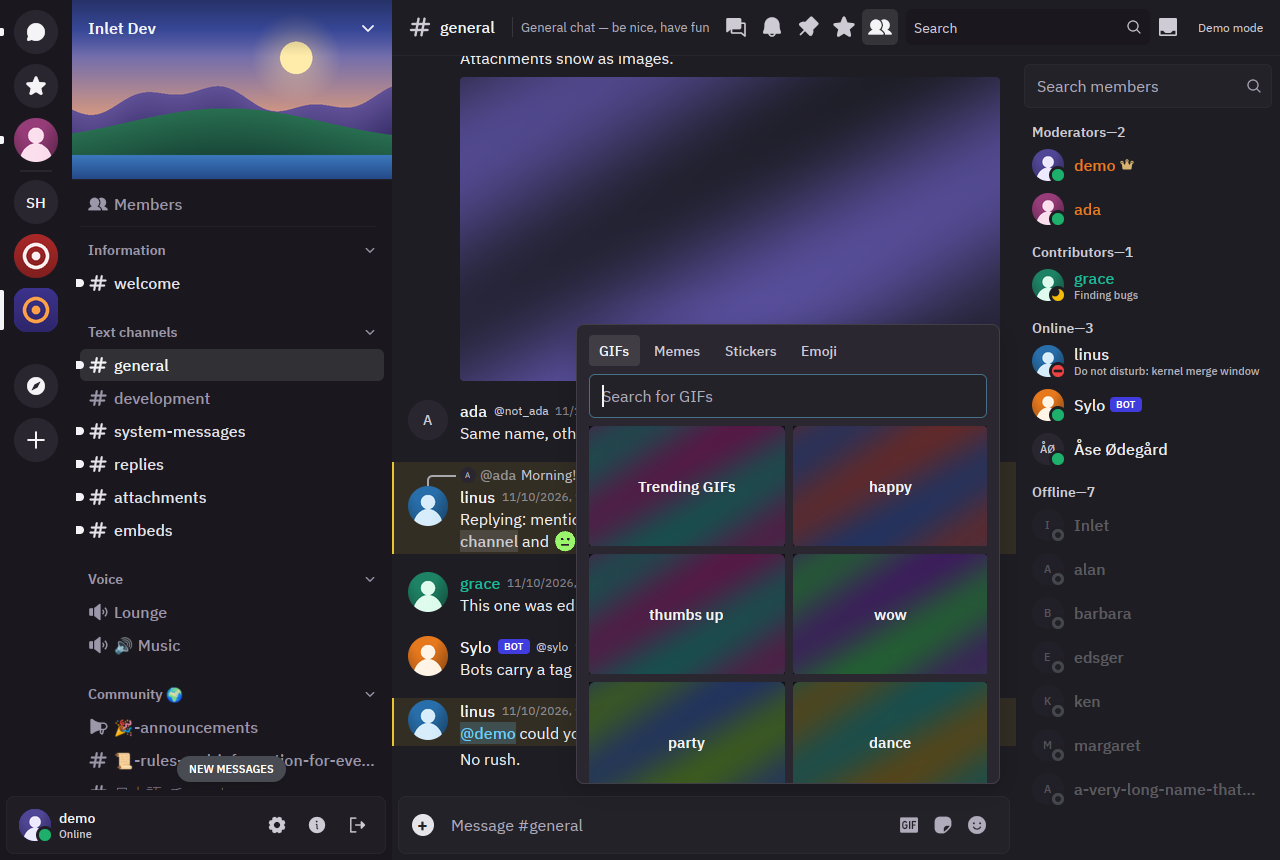 Inlet Dev
SH
Members
Information
welcome
Text channels
general
development
system-messages
replies
attachments
embeds
Voice
Lounge
🔊 Music
Community 🌍
🎉-announcements
NEW MESSAGES
demo
Online
general
General chat — be nice, have fun
Search
Demo mode
Attachments show as images.
A
ada @not_ada
Same name, oth
A @ada Morning!
linus 11/10/2026,
Replying: mentic
channel and
grace 11/10/2026,
This one was ed
Sylo BOT @sylo
Bots carry a tag
linus 11/10/2026,
@demo could yo
No rush.
GIFs Memes Stickers Emoji
Search for GIFs
Trending GIFs
happy
thumbs up
wow
party
dance
Message #general
GIF
Search members
Moderators—2
demo
ada
Contributors—1
grace
Finding bugs
Online—3
linus
Do not disturb: kernel merge window
Sylo BOT
ÅØ
Åse Ødegård
Offline—7
I
Inlet
A
alan
B
barbara
E
edsger
K
ken
M
margaret
A
a-very-long-name-that...